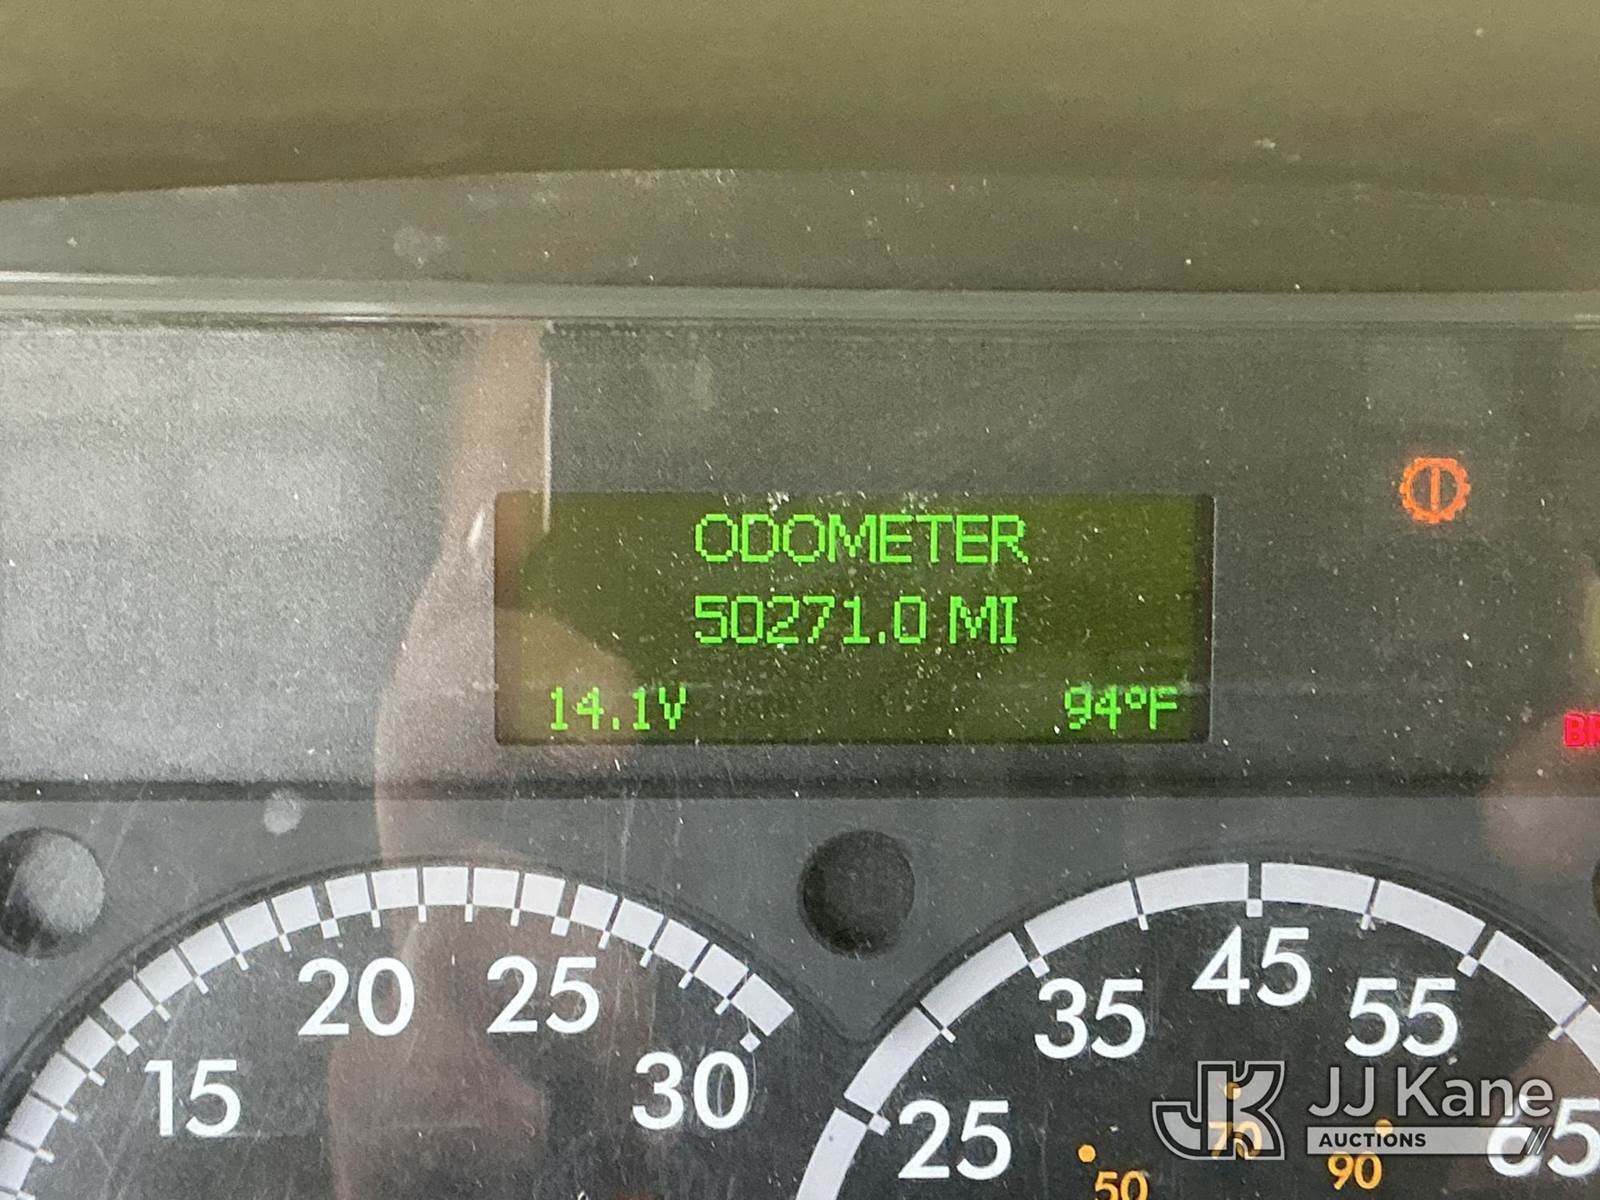 ODOMETER
50271.0 MI
14.1V 94°F
15 20 25 30
25 35 45 55 65
50 70 90
JK JJ Kane
AUCTIONS